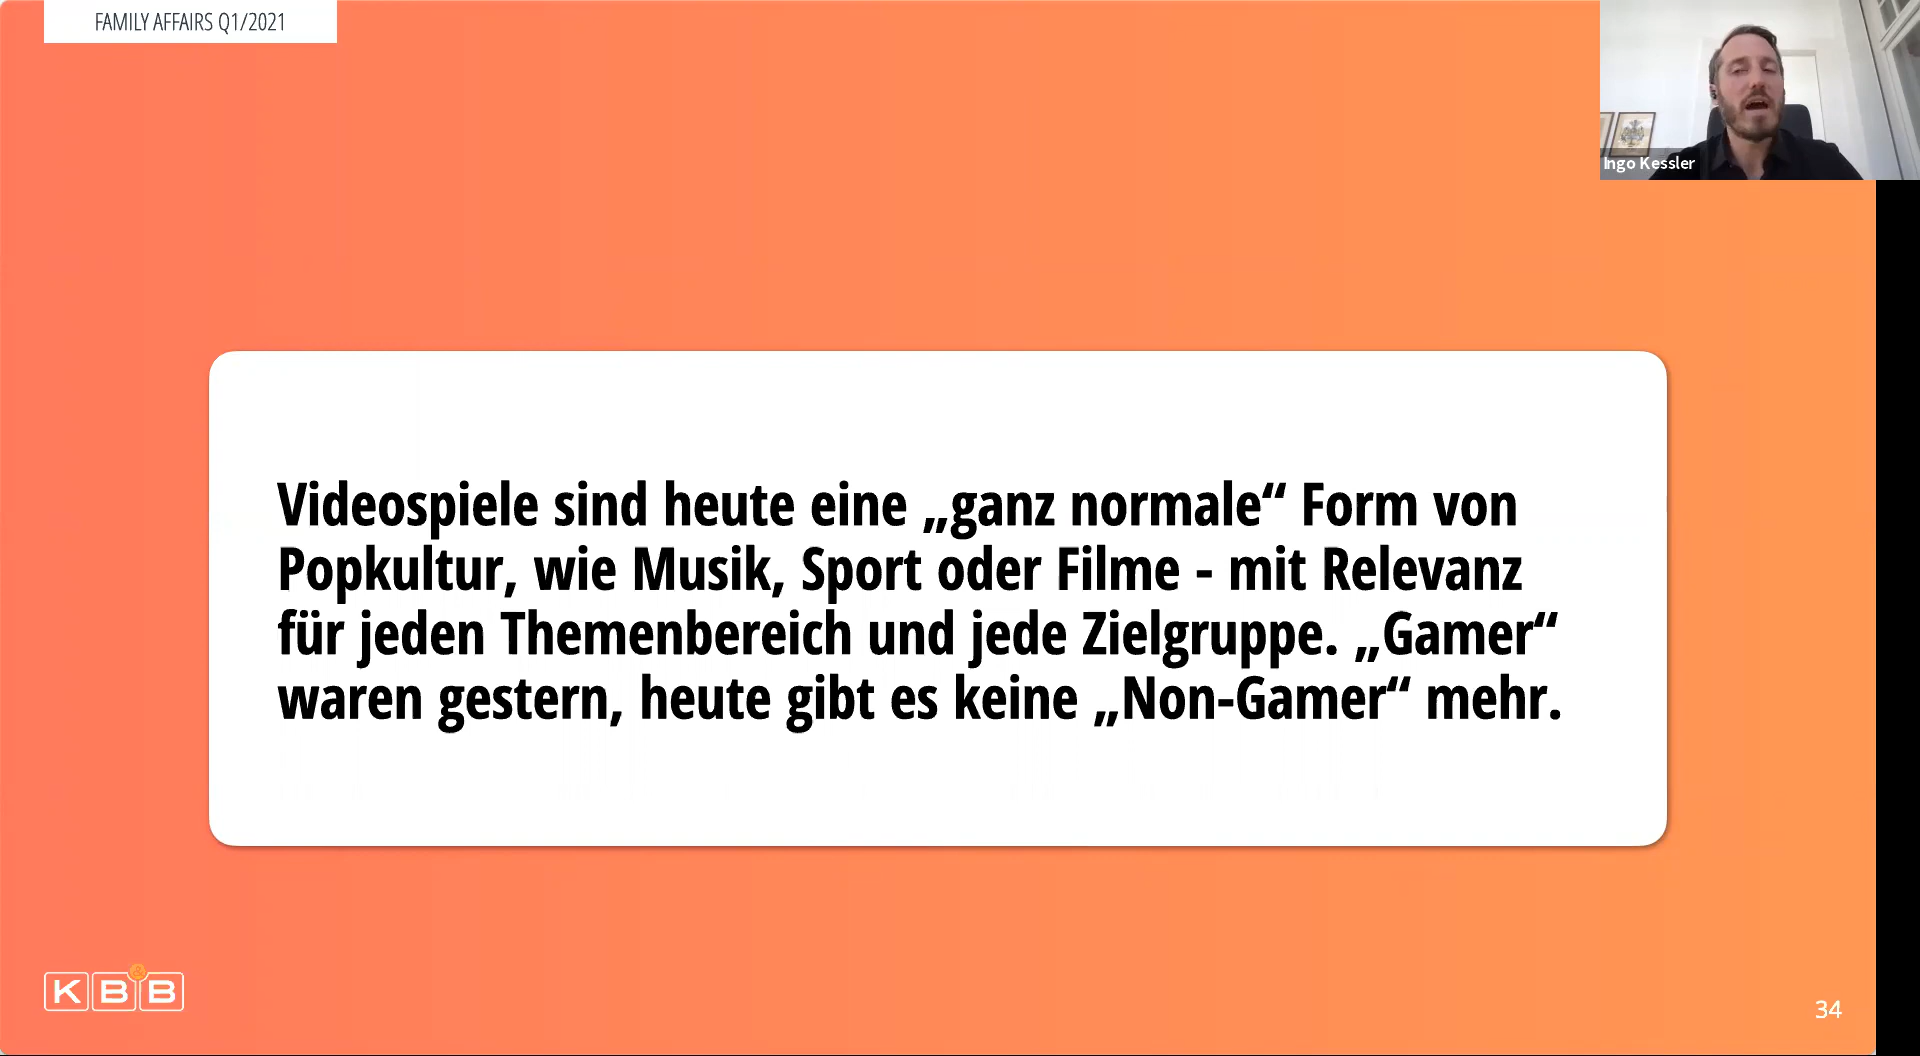 FAMILY AFFAIRS Q1/2021
Ingo Kessler
Videospiele sind heute eine „ganz normale“ Form von
Popkultur, wie Musik, Sport oder Filme - mit Relevanz
für jeden Themenbereich und jede Zielgruppe. „Gamer“
waren gestern, heute gibt es keine „Non-Gamer“ mehr.
KB&B
34